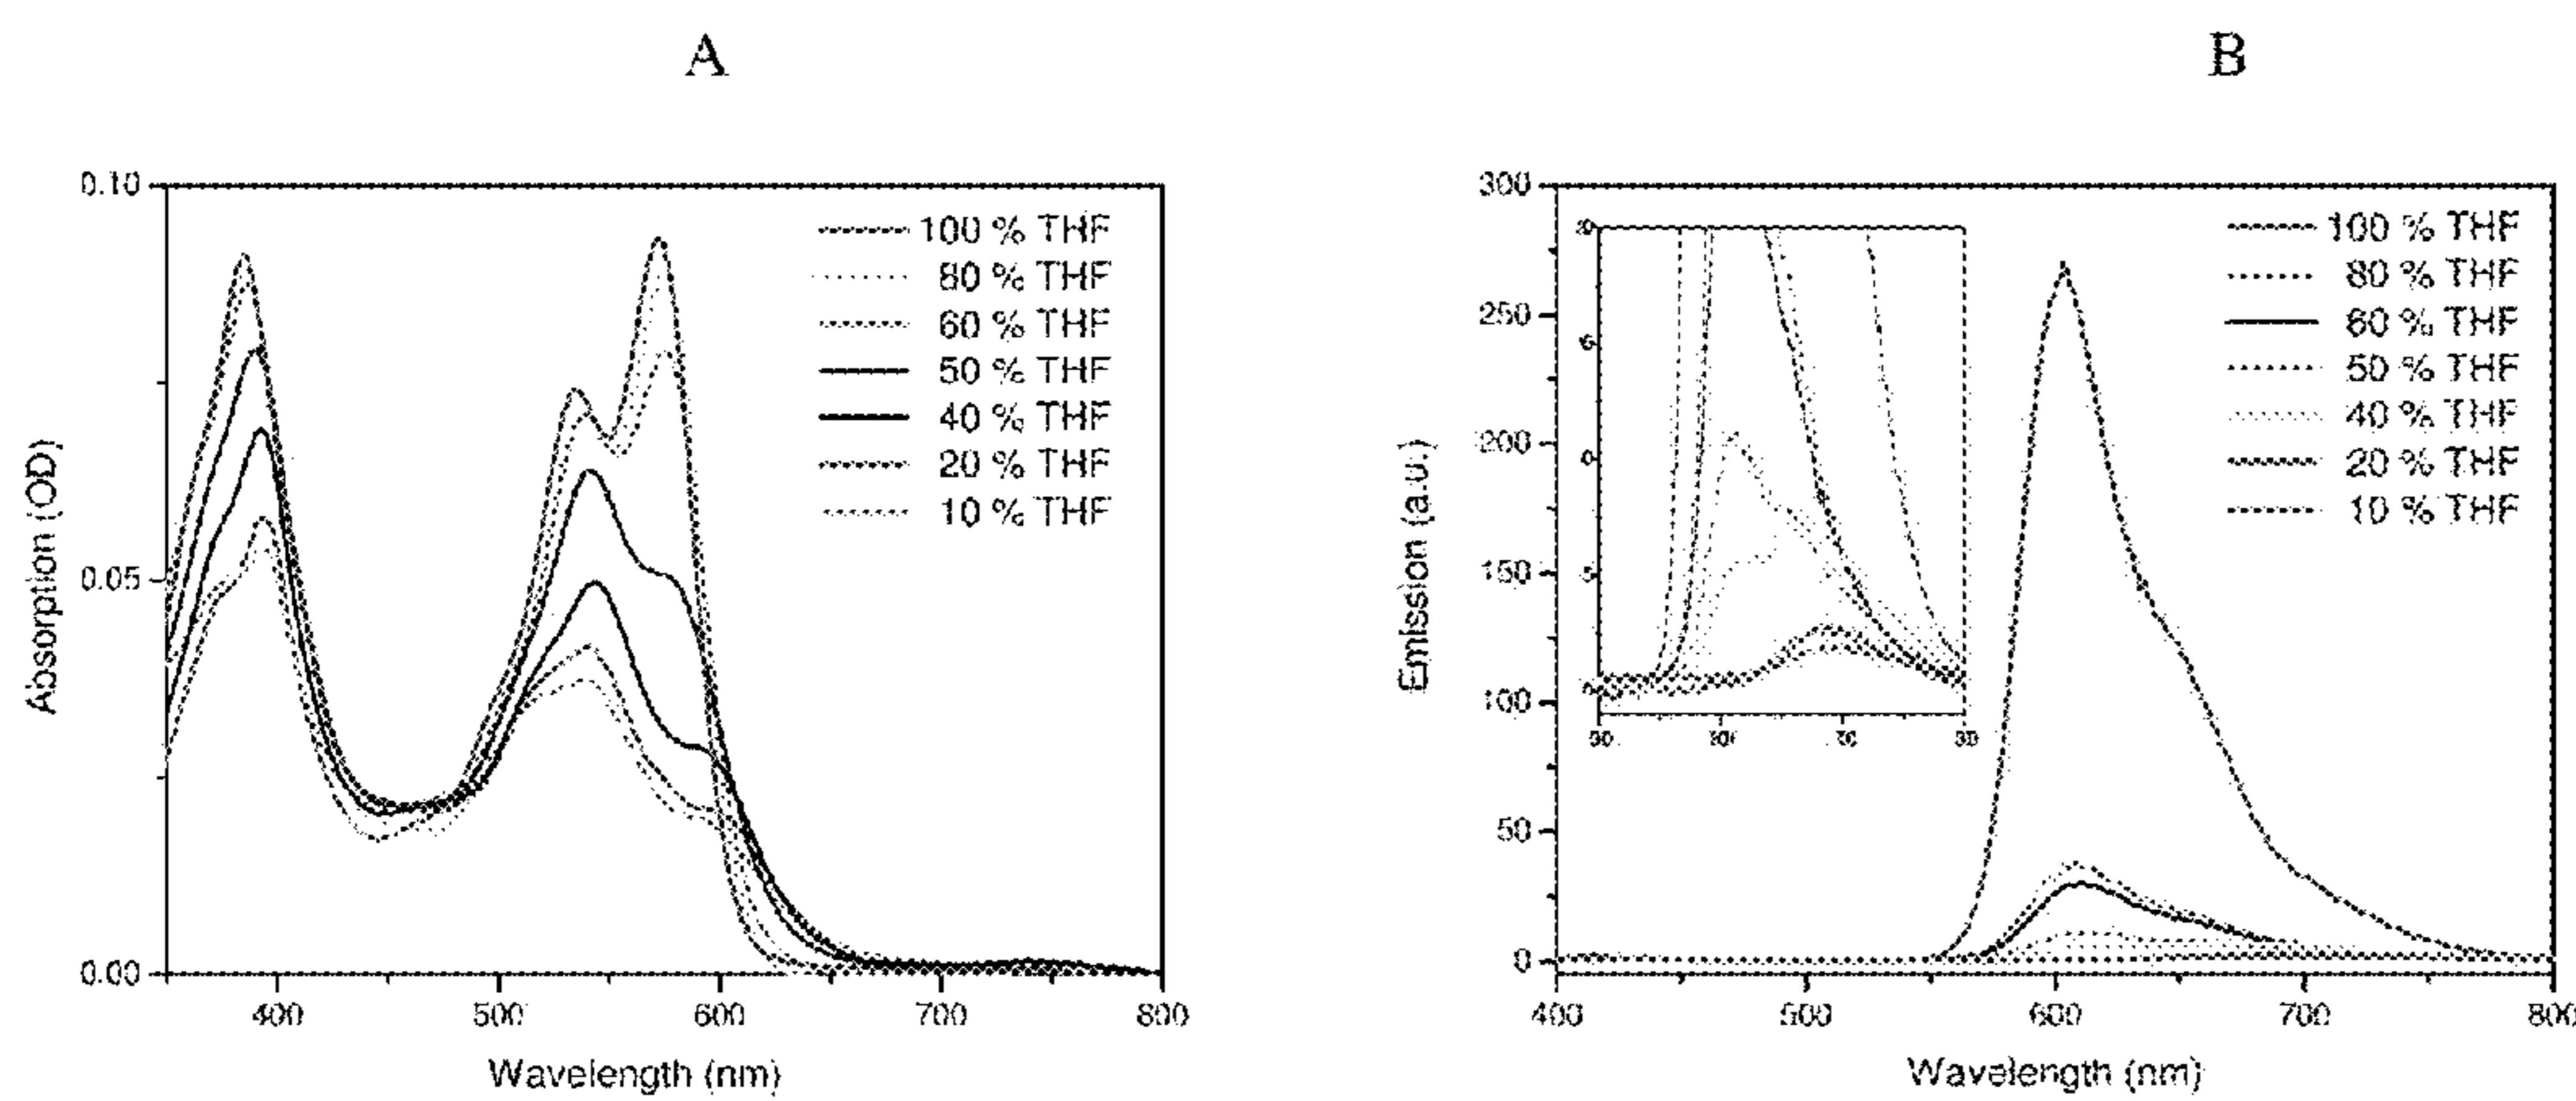 A
0.10
100 % THF
80 % THF
60 % THF
50 % THF
40 % THF
20 % THF
10 % THF
0.05
0.00
Absorption (OD)
400 500 600 700 800
Wavelength (nm)
B
300
250
200
150
100
50
0
100 % THF
80 % THF
60 % THF
50 % THF
40 % THF
20 % THF
10 % THF
Emission (a.u.)
400 500 600 700 800
Wavelength (nm)